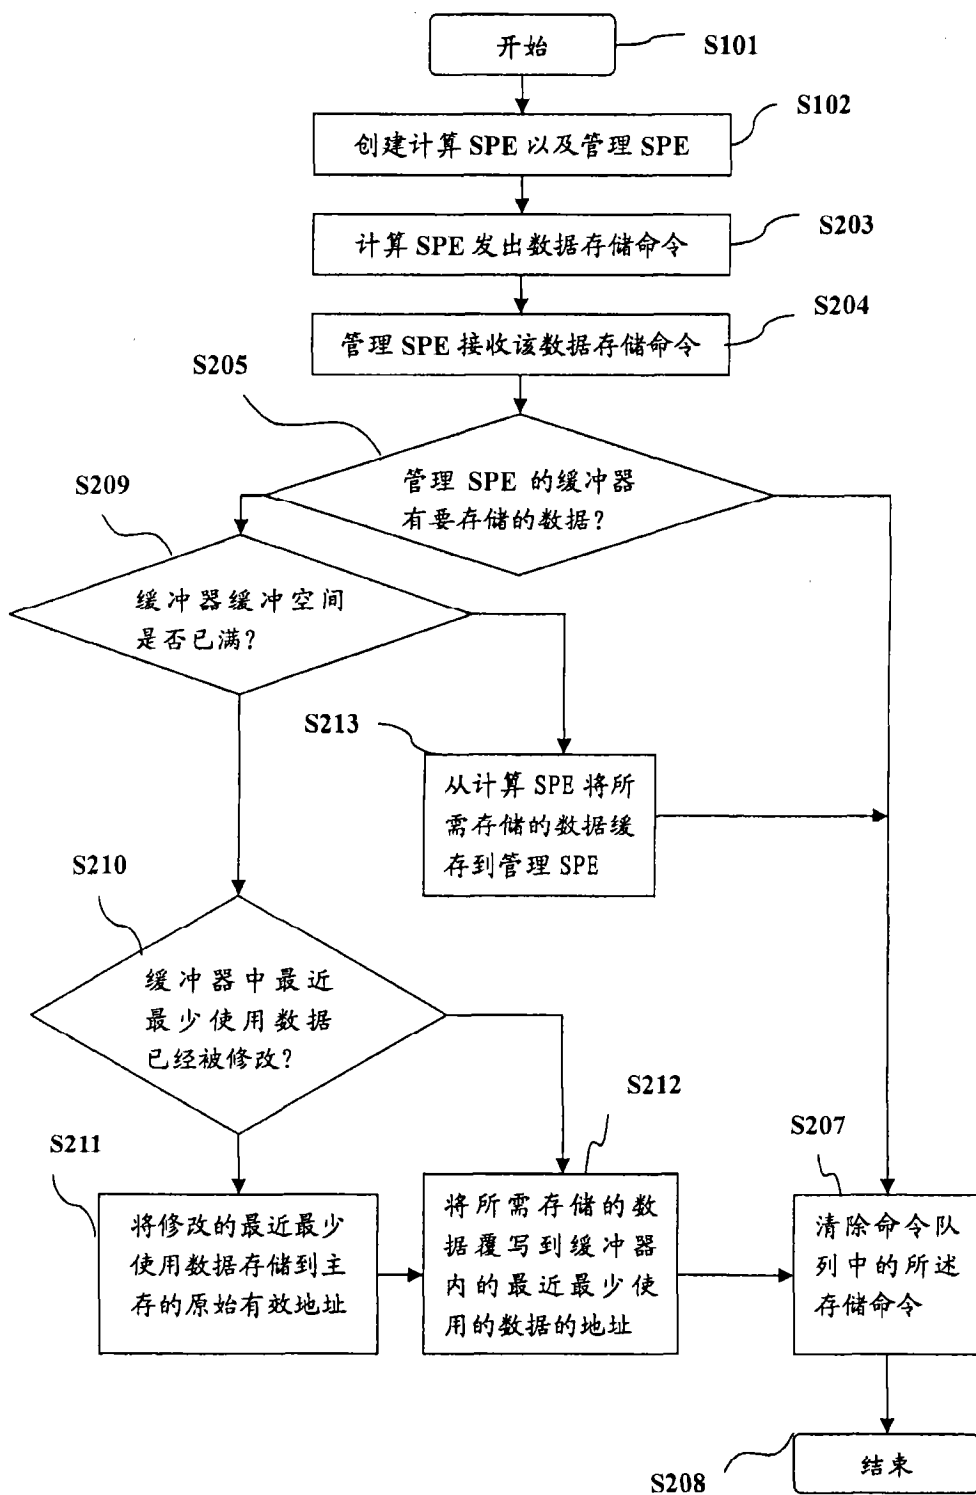 开始
S101
S102
创建计算 SPE 以及管理 SPE
S203
计算 SPE 发出数据存储命令
S204
管理 SPE 接收该数据存储命令
S205
管理 SPE 的缓冲器
有要存储的数据?
S209
缓冲器缓冲空间
是否已满?
S213
从计算 SPE 将所
需存储的数据缓
存到管理 SPE
S210
缓冲器中最近
最少使用数据
已经被修改?
S211
将修改的最近最少
使用数据存储到主
存的原始有效地址
S212
将所需存储的数
据覆写到缓冲器
内的最近最少使
用的数据的地址
S207
清除命令队
列中的所述
存储命令
S208
结束